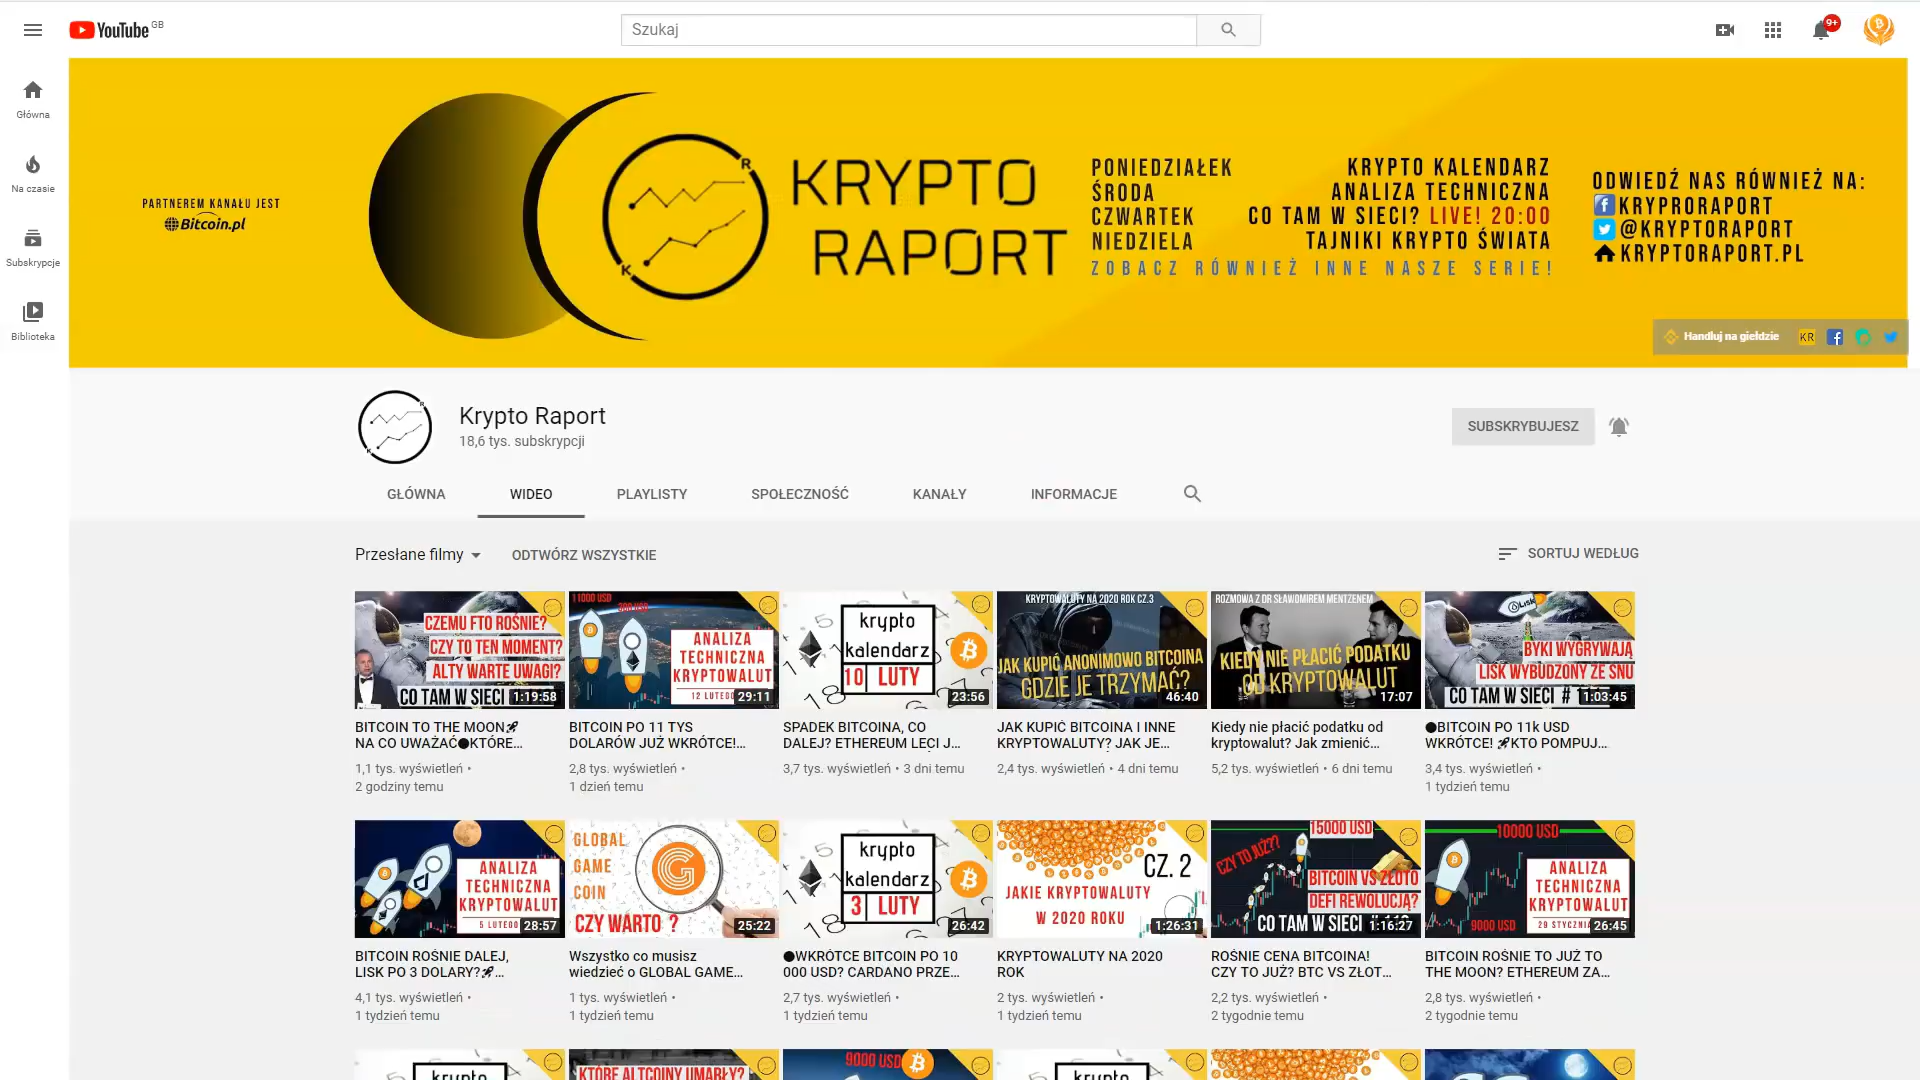 YouTube GB
Szukaj
9+
Główna
Na czasie
Subskrypcje
Biblioteka
PARTNEREM KANAŁU JEST
Bitcoin.pl
R
K
KRYPTO
RAPORT
PONIEDZIAŁEK KRYPTO KALENDARZ
ŚRODA ANALIZA TECHNICZNA
CZWARTEK CO TAM W SIECI? LIVE! 20:00
NIEDZIELA TAJNIKI KRYPTO ŚWIATA
ZOBACZ RÓWNIEŻ INNE NASZE SERIE!
ODWIEDŹ NAS RÓWNIEŻ NA:
KRYPRORAPORT
@KRYPTORAPORT
KRYPTORAPORT.PL
Handluj na giełdzie KR
Krypto Raport
18,6 tys. subskrypcji
SUBSKRYBUJESZ
GŁÓWNA WIDEO PLAYLISTY SPOŁECZNOŚĆ KANAŁY INFORMACJE
Przesłane filmy ODTWÓRZ WSZYSTKIE SORTUJ WEDŁUG
CZEMU FTO ROŚNIE?
CZY TO TEN MOMENT?
ALTY WARTE UWAGI?
CO TAM W SIECI
1:19:58
BITCOIN TO THE MOON🚀
NA CO UWAŻAĆ⚫KTÓRE…
1,1 tys. wyświetleń •
2 godziny temu
11000 USD
300 USD
ANALIZA
TECHNICZNA
KRYPTOWALUT
12 LUTEGO
29:11
BITCOIN PO 11 TYS
DOLARÓW JUŻ WKRÓTCE!…
2,8 tys. wyświetleń •
1 dzień temu
krypto
kalendarz
10 LUTY
23:56
SPADEK BITCOINA, CO
DALEJ? ETHEREUM LECI J…
3,7 tys. wyświetleń • 3 dni temu
KRYPTOWALUTY NA 2020 ROK CZ.3
JAK KUPIĆ ANONIMOWO BITCOINA
GDZIE JE TRZYMAĆ?
46:40
JAK KUPIĆ BITCOINA I INNE
KRYPTOWALUTY? JAK JE…
2,4 tys. wyświetleń • 4 dni temu
ROZMOWA Z DR SŁAWOMIREM MENTZENEM
KIEDY NIE PŁACIĆ PODATKU
OD KRYPTOWALUT
17:07
Kiedy nie płacić podatku od
kryptowalut? Jak zmienić…
5,2 tys. wyświetleń • 6 dni temu
LISK
BYKI WYGRYWAJĄ
LISK WYBUDZONY ZE SNU
CO TAM W SIECI #
1:03:45
⚫BITCOIN PO 11k USD
WKRÓTCE! 🚀KTO POMPUJ…
3,4 tys. wyświetleń •
1 tydzień temu
ANALIZA
TECHNICZNA
KRYPTOWALUT
5 LUTEGO
28:57
BITCOIN ROŚNIE DALEJ,
LISK PO 3 DOLARY?🚀…
4,1 tys. wyświetleń •
1 tydzień temu
GLOBAL
GAME
COIN
CZY WARTO ?
25:22
Wszystko co musisz
wiedzieć o GLOBAL GAME…
1 tys. wyświetleń •
1 tydzień temu
krypto
kalendarz
3 LUTY
26:42
⚫WKRÓTCE BITCOIN PO 10
000 USD? CARDANO PRZE…
2,7 tys. wyświetleń •
1 tydzień temu
CZ. 2
JAKIE KRYPTOWALUTY
W 2020 ROKU
1:26:31
KRYPTOWALUTY NA 2020
ROK
2 tys. wyświetleń •
1 tydzień temu
15000 USD
CZY TO JUŻ??
BITCOIN VS ZŁOTO
DEFI REWOLUCJA?
CO TAM W SIECI
1:16:27
ROŚNIE CENA BITCOINA!
CZY TO JUŻ? BTC VS ZŁOT…
2,2 tys. wyświetleń •
2 tygodnie temu
10000 USD
ANALIZA
TECHNICZNA
KRYPTOWALUT
9000 USD
29 STYCZNIA
26:45
BITCOIN ROŚNIE TO JUŻ TO
THE MOON? ETHEREUM ZA…
2,8 tys. wyświetleń •
2 tygodnie temu
krypto
KTÓRE ALTCOINY UMARŁY?
9000 USD
krypto